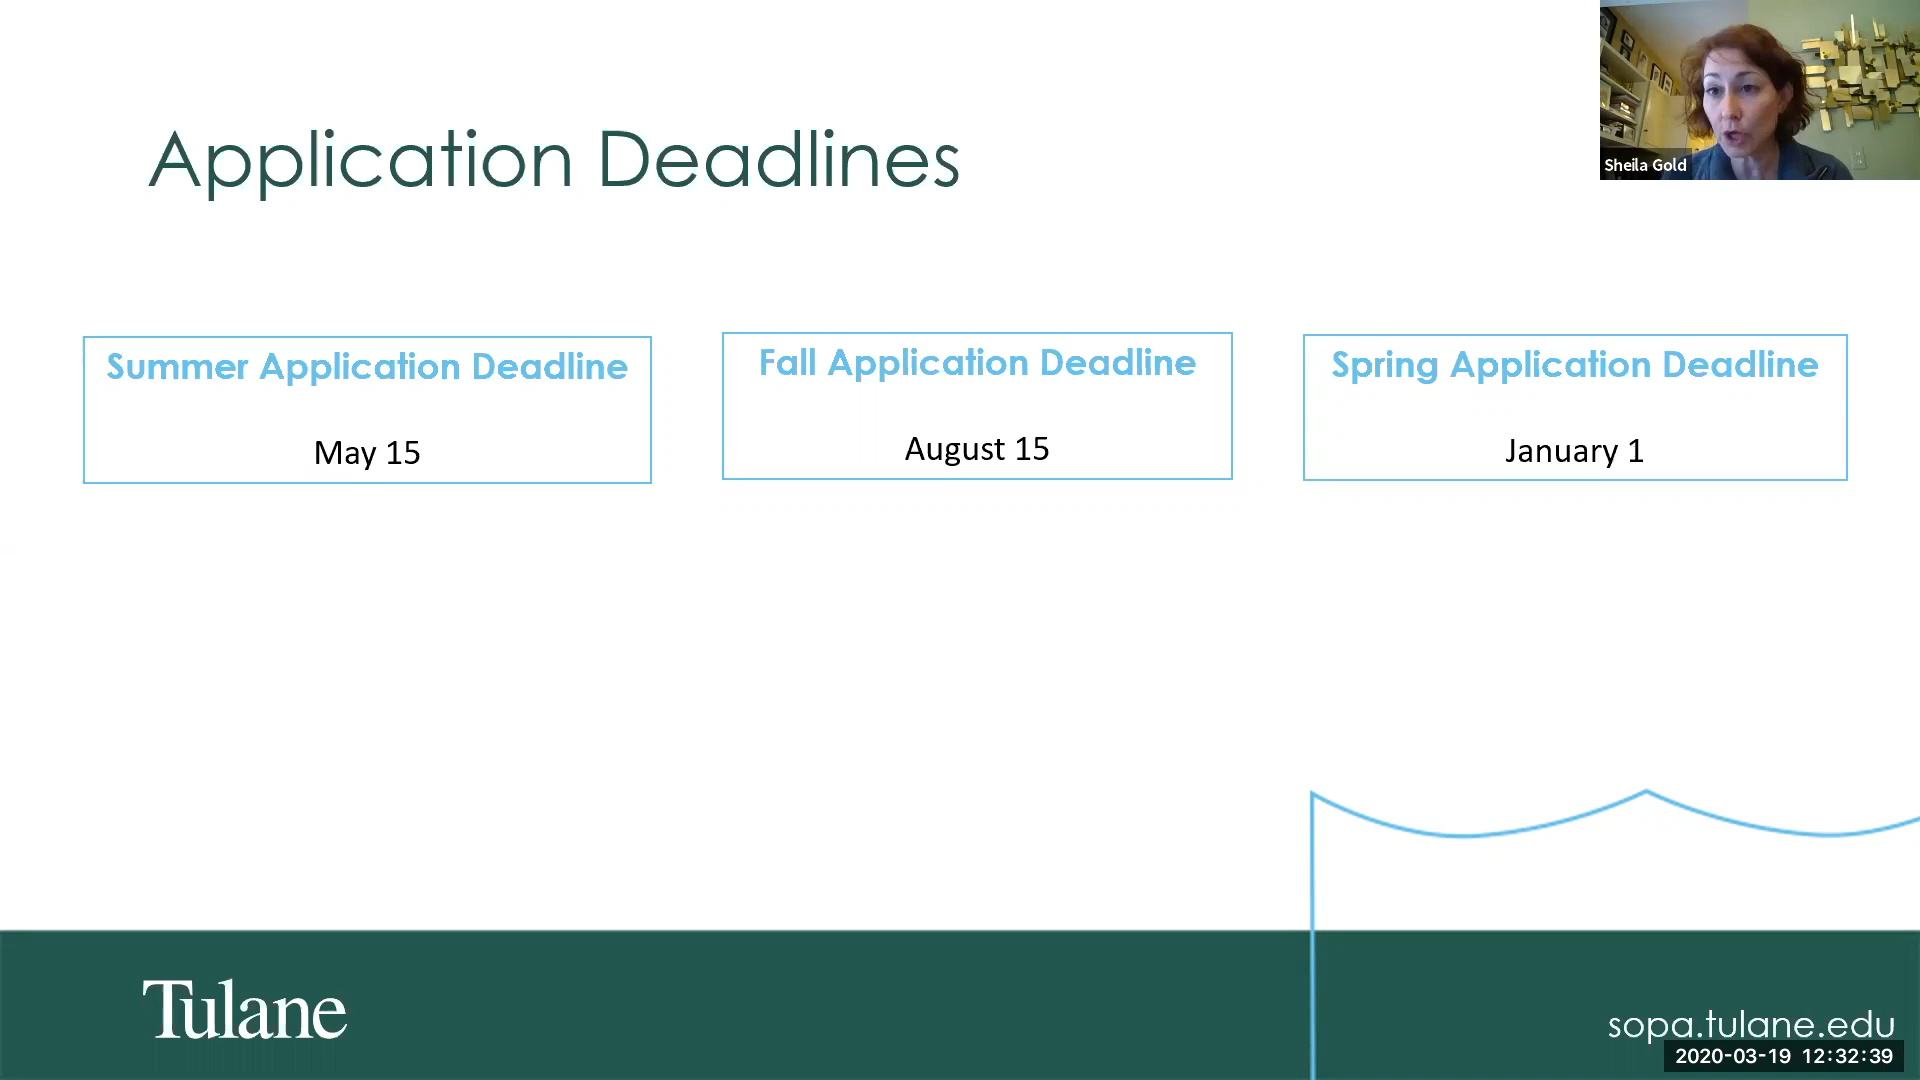 Application Deadlines
Sheila Gold
Summer Application Deadline
May 15
Fall Application Deadline
August 15
Spring Application Deadline
January 1
Tulane
sopa.tulane.edu
2020-03-19 12:32:39